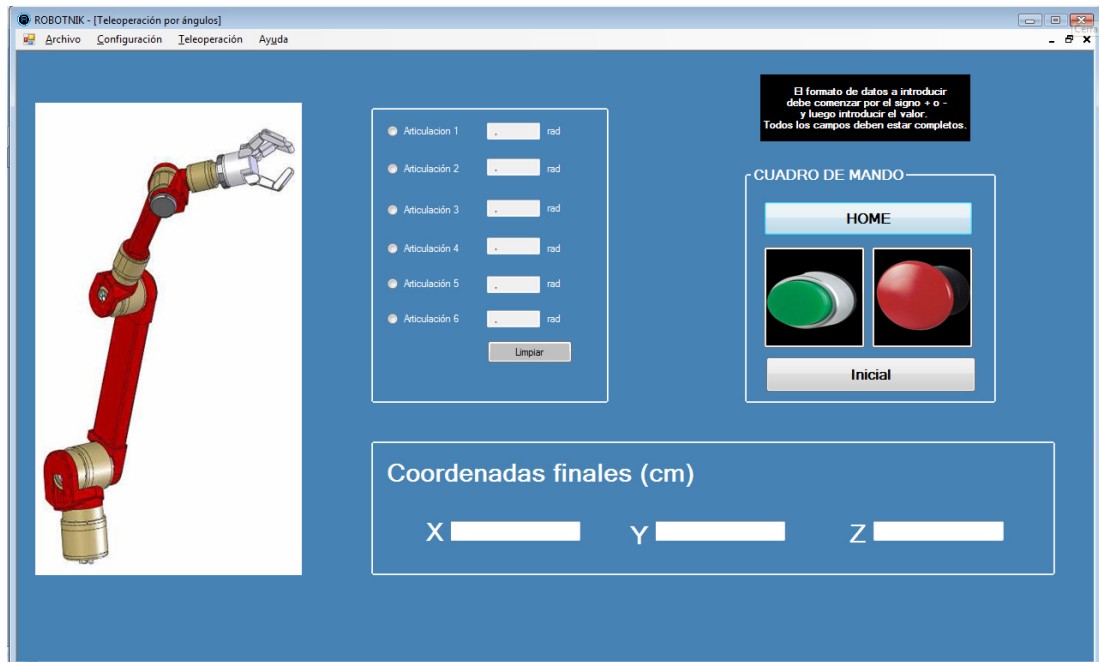 ROBOTNIK - [Teleoperación por ángulos]
Archivo Configuración Teleoperación Ayuda
Cerra
El formato de datos a introducir
debe comenzar por el signo + o -
y luego introducir el valor.
Todos los campos deben estar completos.
Articulacion 1 . rad
Articulación 2 . rad
Articulación 3 . rad
Articulación 4 . rad
Articulación 5 . rad
Articulación 6 . rad
Limpiar
CUADRO DE MANDO
HOME
Inicial
Coordenadas finales (cm)
X Y Z